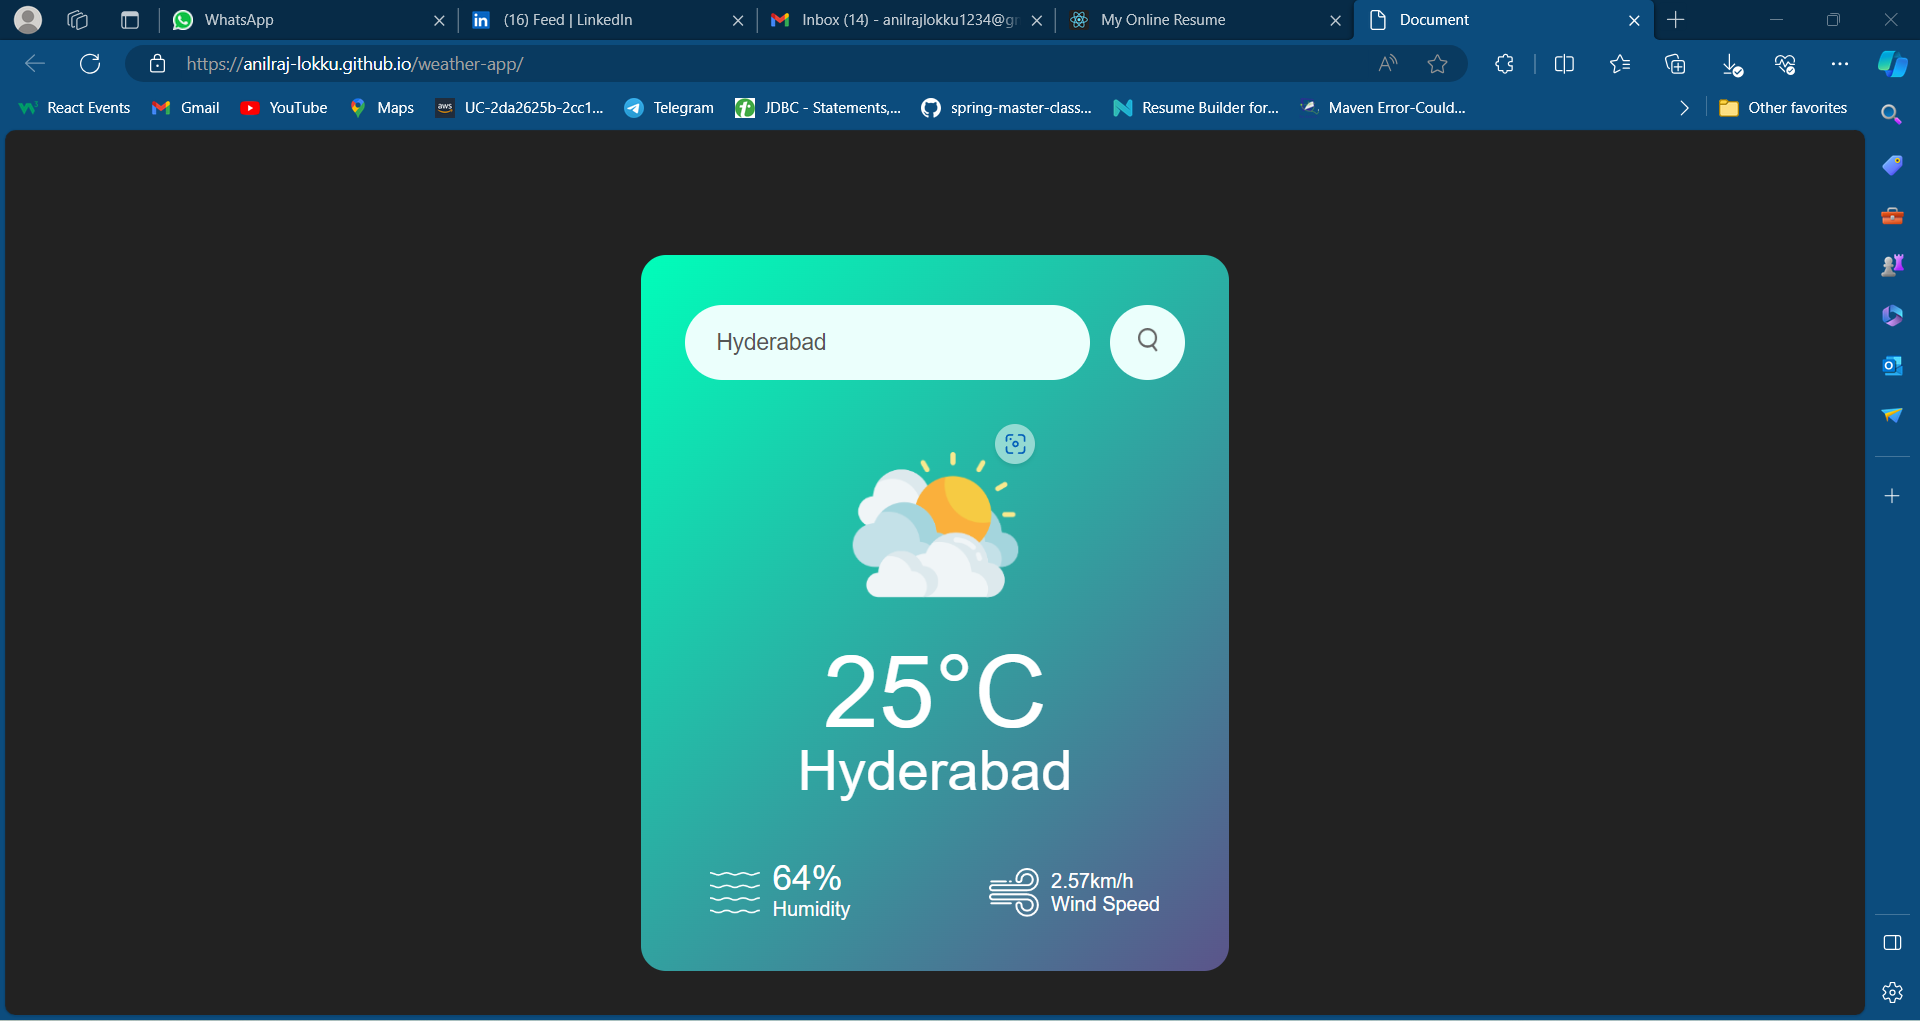 WhatsApp
(16) Feed | LinkedIn
Inbox (14) - anilrajlokku1234@gr
My Online Resume
Document
https://anilraj-lokku.github.io/weather-app/
React Events
Gmail
YouTube
Maps
aws
UC-2da2625b-2cc1...
Telegram
JDBC - Statements,...
spring-master-class...
Resume Builder for...
Maven Error-Could...
Other favorites
Hyderabad
25°C
Hyderabad
64%
Humidity
2.57km/h
Wind Speed